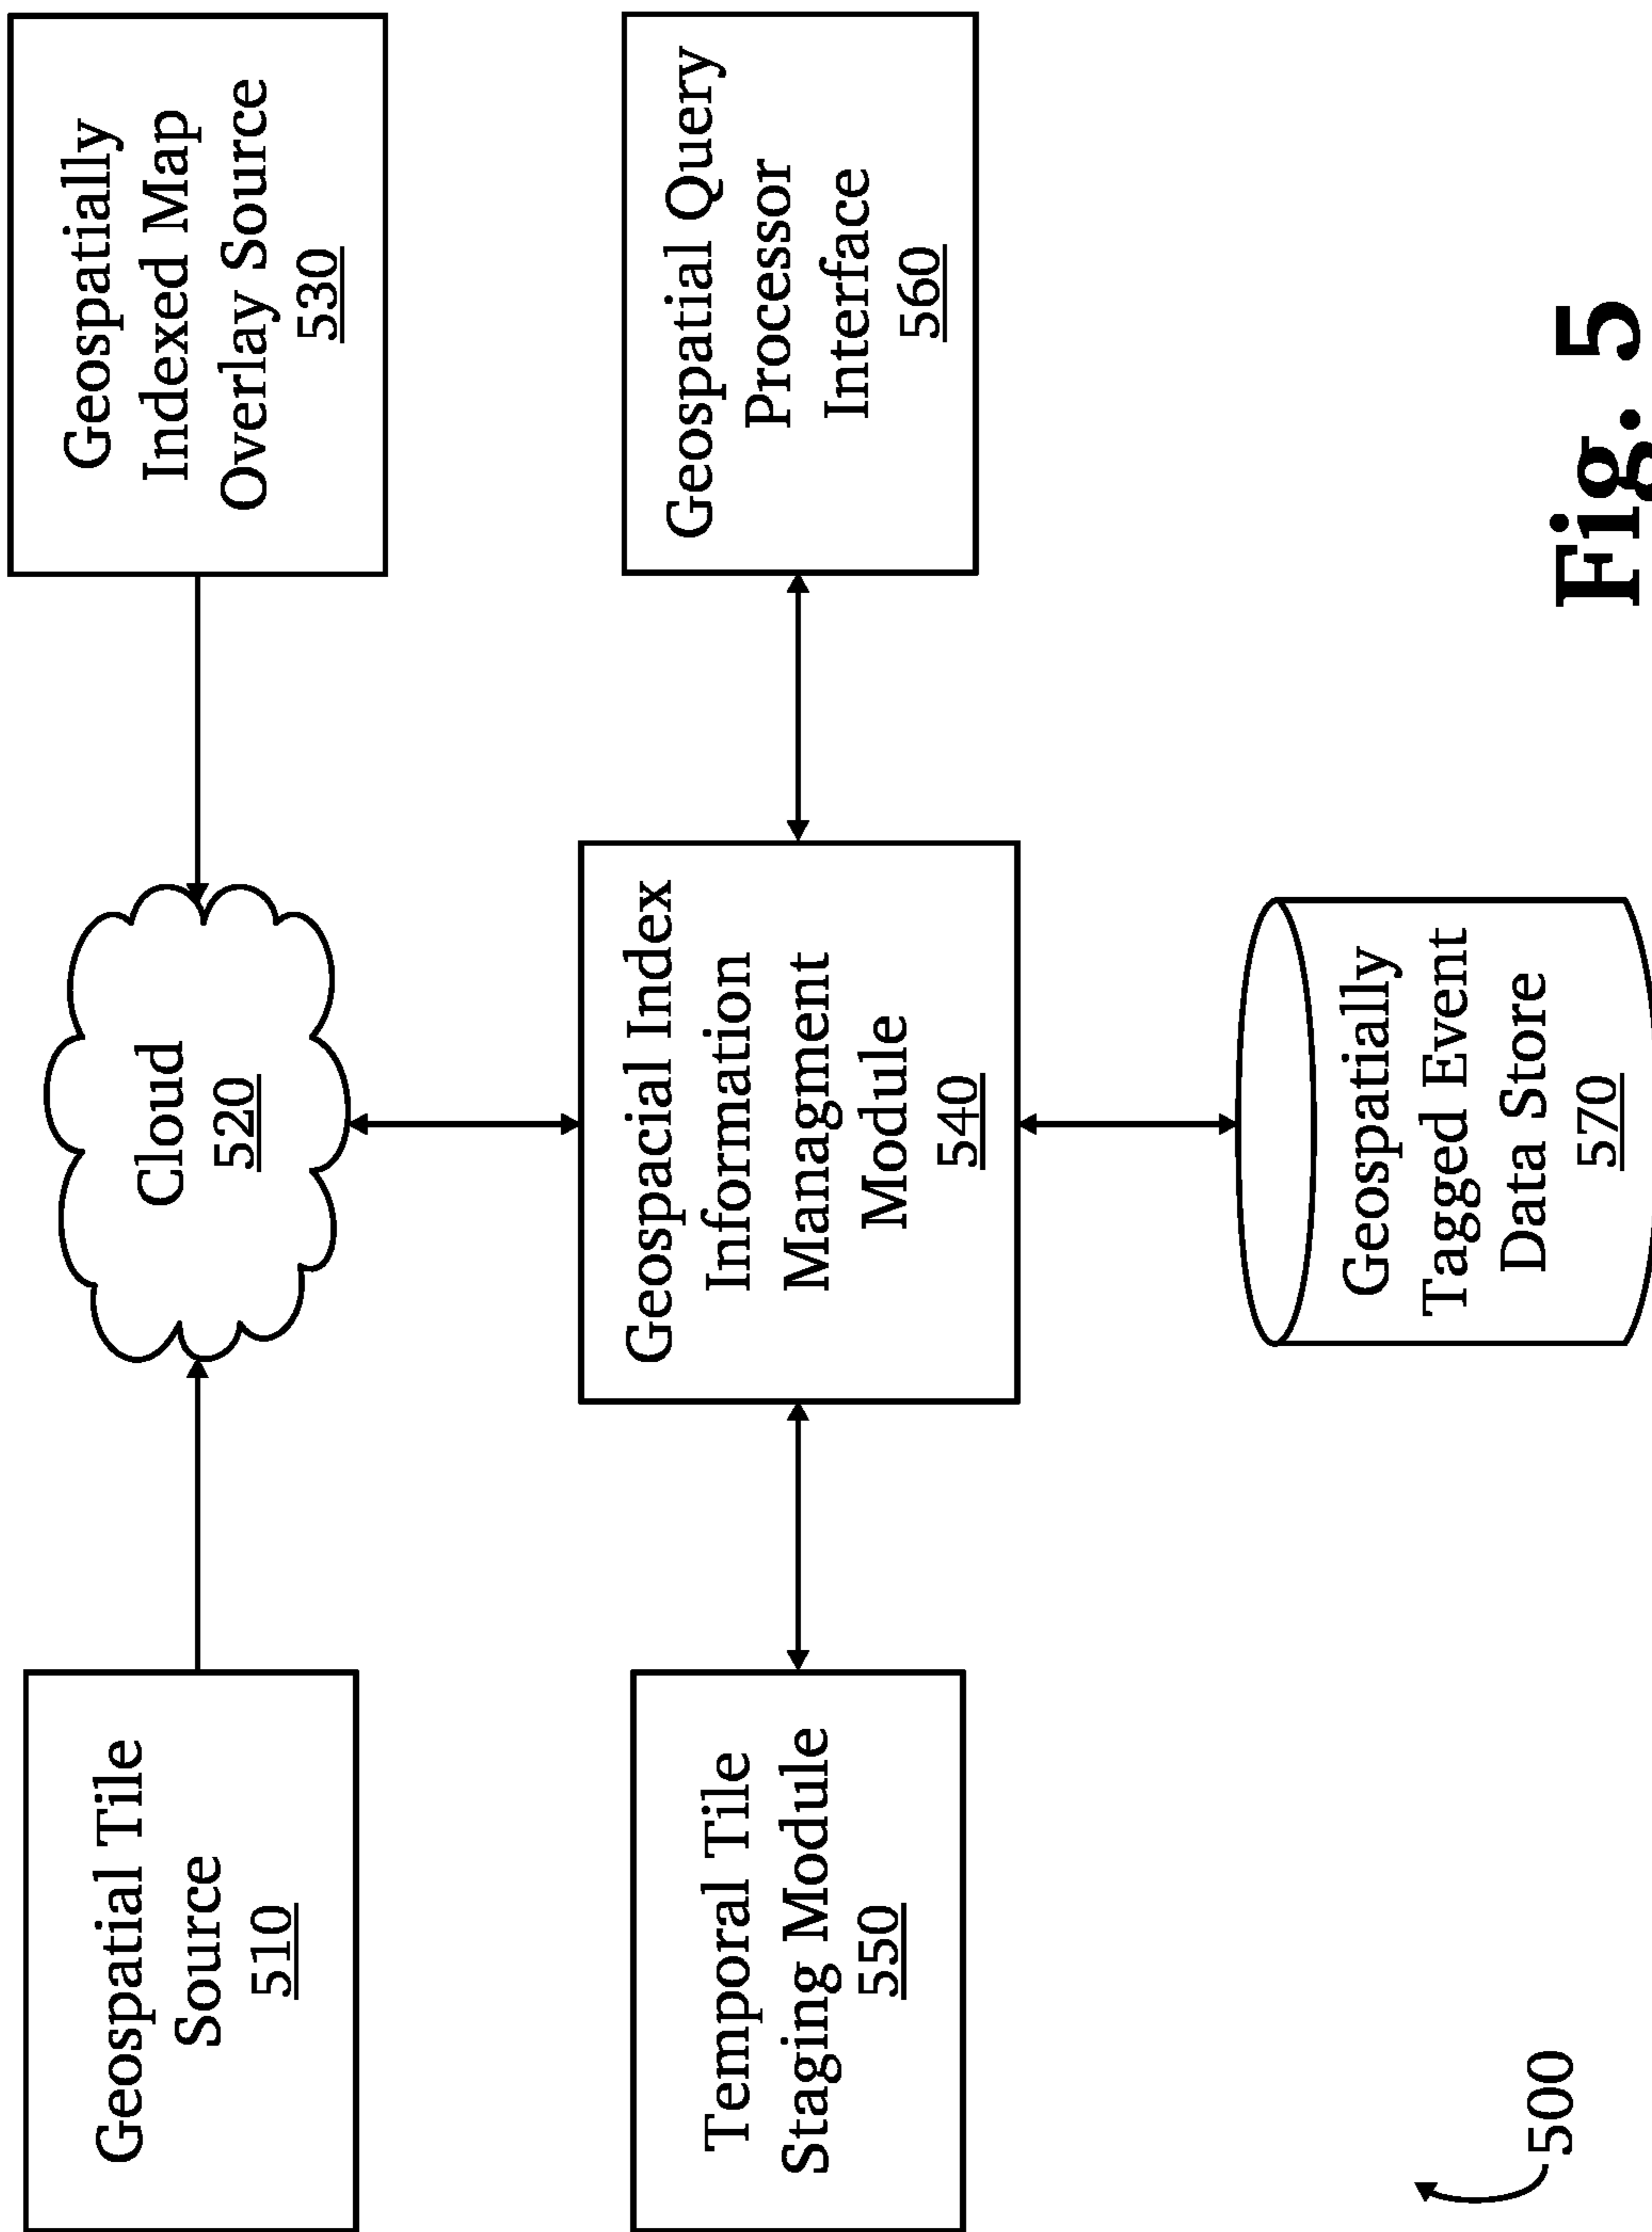 Geospatial Tile
Source
510
Cloud
520
Geospatially
Indexed Map
Overlay Source
530
Temporal Tile
Staging Module
550
Geospacial Index
Information
Managment
Module
540
Geospatial Query
Processor
Interface
560
Geospatially
Tagged Event
Data Store
570
500
Fig. 5